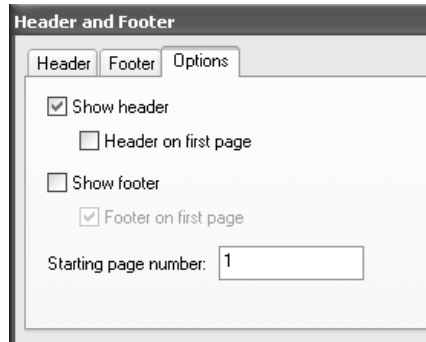 Header and Footer
Header Footer Options
Show header
Header on first page
Show footer
Footer on first page
Starting page number: 1